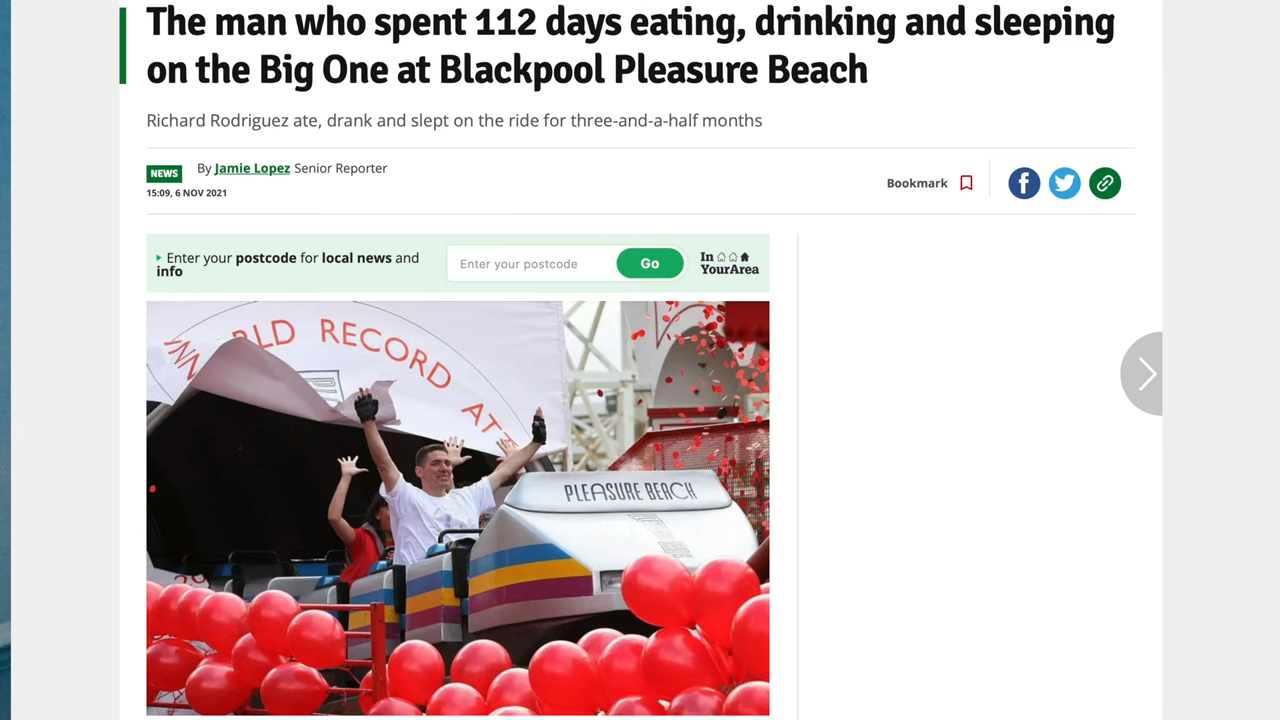 The man who spent 112 days eating, drinking and sleeping
on the Big One at Blackpool Pleasure Beach
Richard Rodriguez ate, drank and slept on the ride for three-and-a-half months
NEWS
By Jamie Lopez Senior Reporter
15:09, 6 NOV 2021
Bookmark
Enter your postcode for local news and
info
Enter your postcode
Go
In
YourArea
RECORD
PLEASURE BEACH